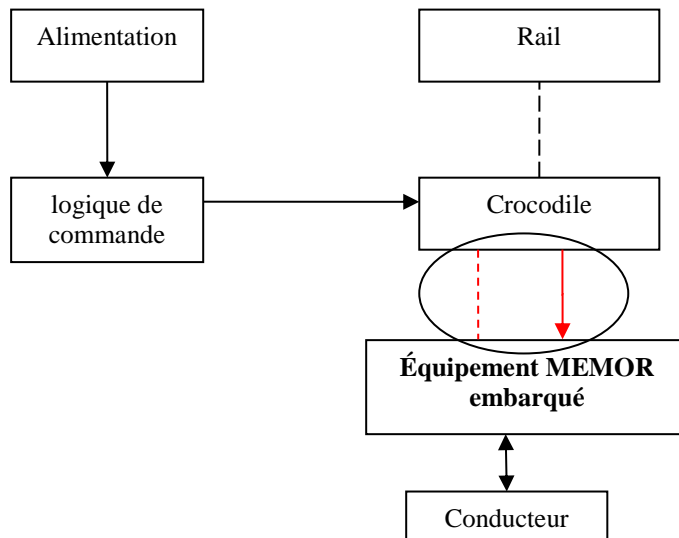 Alimentation
Rail
logique de
commande
Crocodile
Équipement MEMOR
embarqué
Conducteur